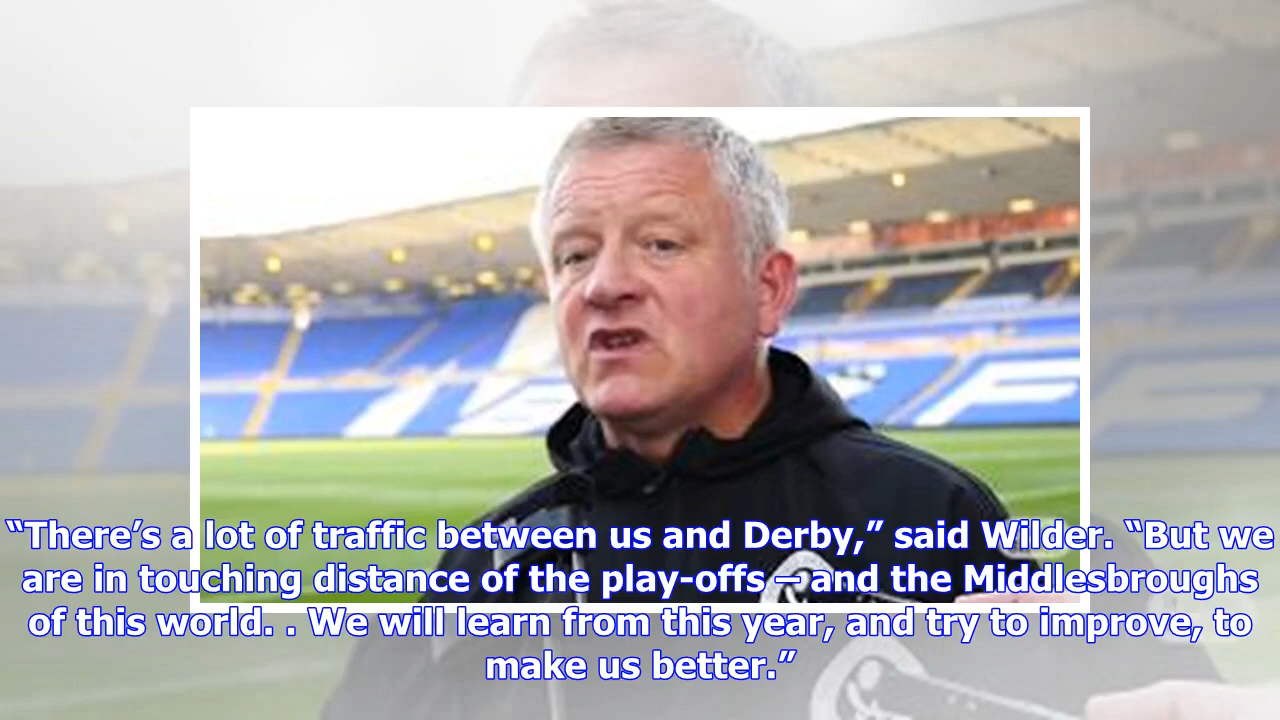 “There’s a lot of traffic between us and Derby,” said Wilder. “But we
are in touching distance of the play-offs – and the Middlesbroughs
of this world. . We will learn from this year, and try to improve, to
make us better.”